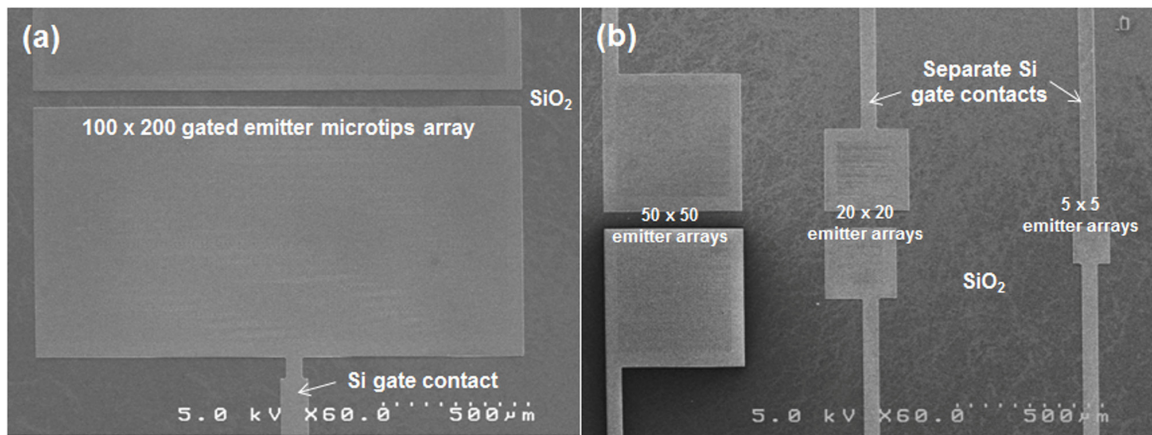 (a)
SiO₂
100 x 200 gated emitter microtips array
Si gate contact
5.0 kV X60.0 500µm
(b)
Separate Si
gate contacts
50 x 50
emitter arrays
20 x 20
emitter arrays
5 x 5
emitter arrays
SiO₂
5.0 kV X60.0 500µm